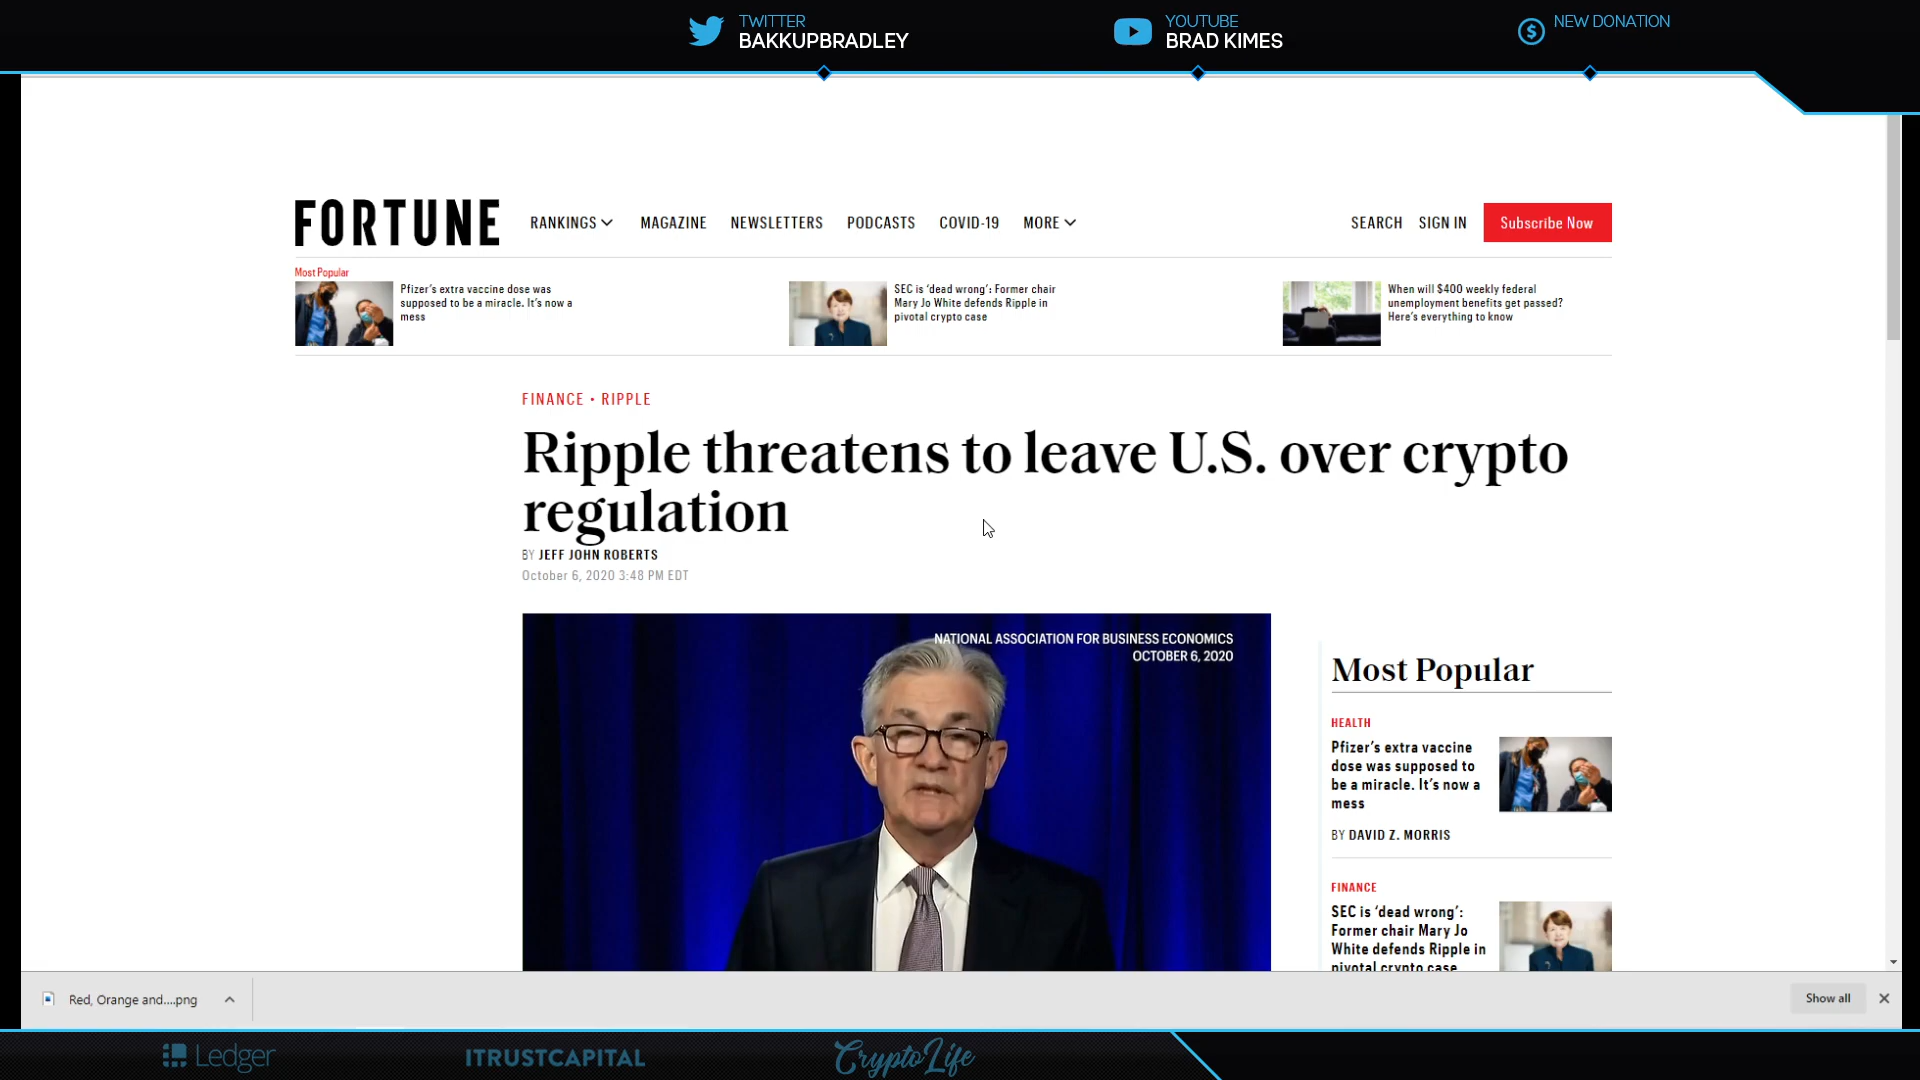 TWITTER
BAKKUPBRADLEY
YOUTUBE
BRAD KIMES
NEW DONATION
FORTUNE
RANKINGS
MAGAZINE
NEWSLETTERS
PODCASTS
COVID-19
MORE
SEARCH
SIGN IN
Subscribe Now
Most Popular
Pfizer's extra vaccine dose was
supposed to be a miracle. It's now a
mess
SEC is ‘dead wrong’: Former chair
Mary Jo White defends Ripple in
pivotal crypto case
When will $400 weekly federal
unemployment benefits get passed?
Here's everything to know
FINANCE • RIPPLE
Ripple threatens to leave U.S. over crypto
regulation
BY JEFF JOHN ROBERTS
October 6, 2020 3:48 PM EDT
NATIONAL ASSOCIATION FOR BUSINESS ECONOMICS
OCTOBER 6, 2020
Most Popular
HEALTH
Pfizer's extra vaccine
dose was supposed to
be a miracle. It's now a
mess
BY DAVID Z. MORRIS
FINANCE
SEC is ‘dead wrong’:
Former chair Mary Jo
White defends Ripple in
pivotal crypto case
Red, Orange and....png
Show all
Ledger
ITRUSTCAPITAL
CryptoLife